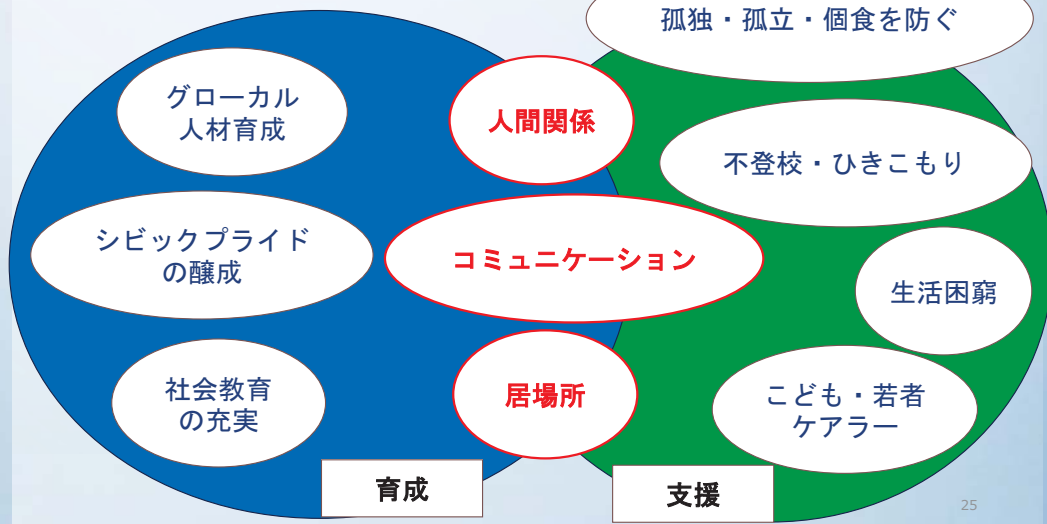 孤独・孤立・個食を防ぐ
グローカル
人材育成
人間関係
不登校・ひきこもり
シビックプライド
の醸成
コミュニケーション
生活困窮
社会教育
の充実
居場所
こども・若者
ケアラー
育成
支援
25